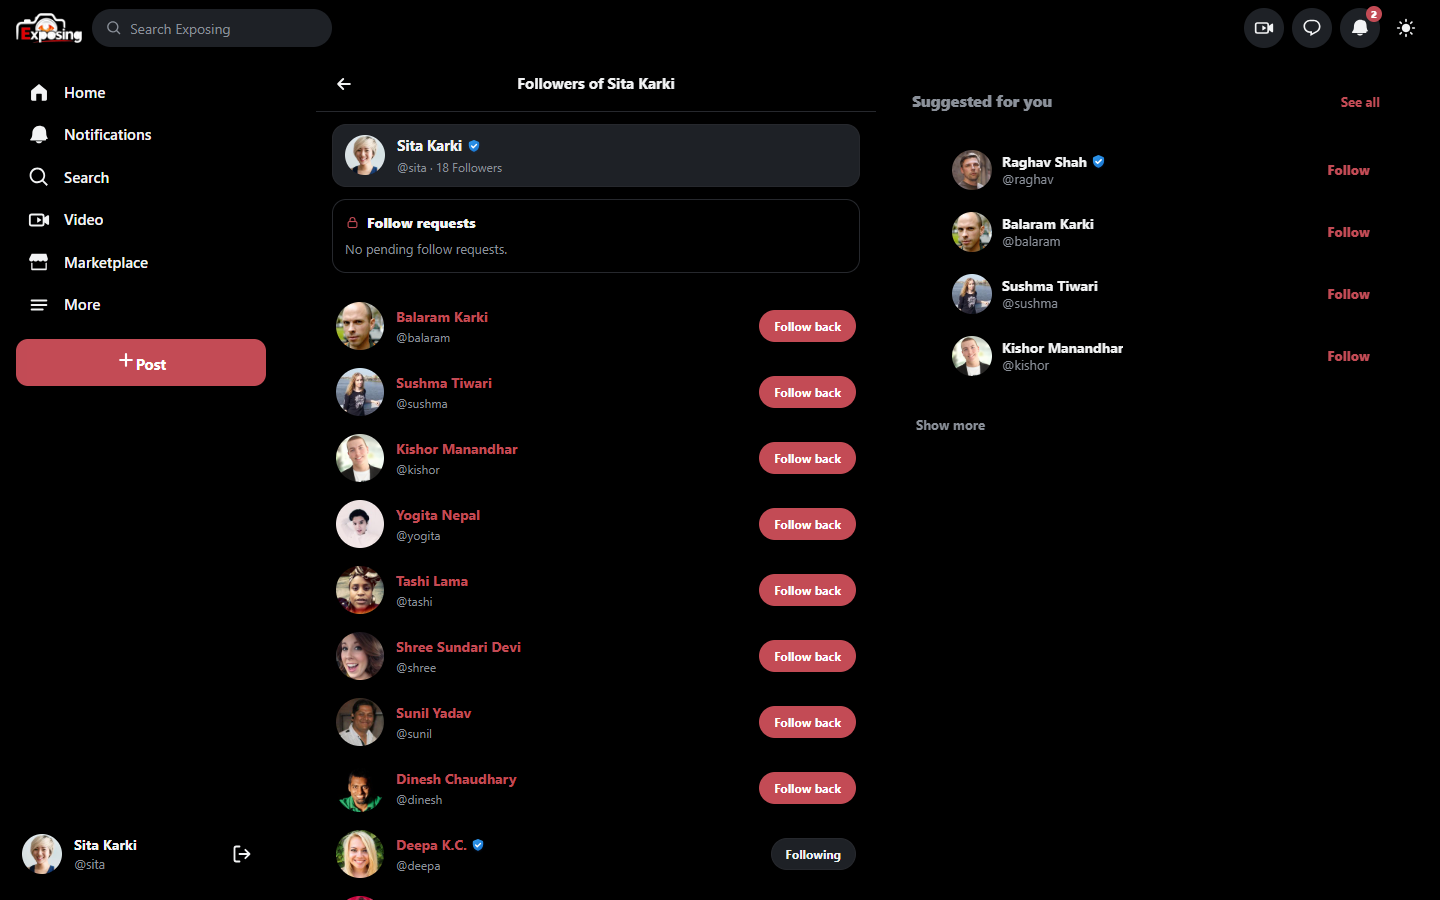 Exposing
Search Exposing
2
Home
Notifications
Search
Video
Marketplace
More
Post
Sita Karki
@sita
Followers of Sita Karki
Sita Karki
@sita · 18 Followers
Follow requests
No pending follow requests.
Balaram Karki
@balaram
Follow back
Sushma Tiwari
@sushma
Follow back
Kishor Manandhar
@kishor
Follow back
Yogita Nepal
@yogita
Follow back
Tashi Lama
@tashi
Follow back
Shree Sundari Devi
@shree
Follow back
Sunil Yadav
@sunil
Follow back
Dinesh Chaudhary
@dinesh
Follow back
Deepa K.C.
@deepa
Following
Suggested for you
See all
Raghav Shah
@raghav
Follow
Balaram Karki
@balaram
Follow
Sushma Tiwari
@sushma
Follow
Kishor Manandhar
@kishor
Follow
Show more